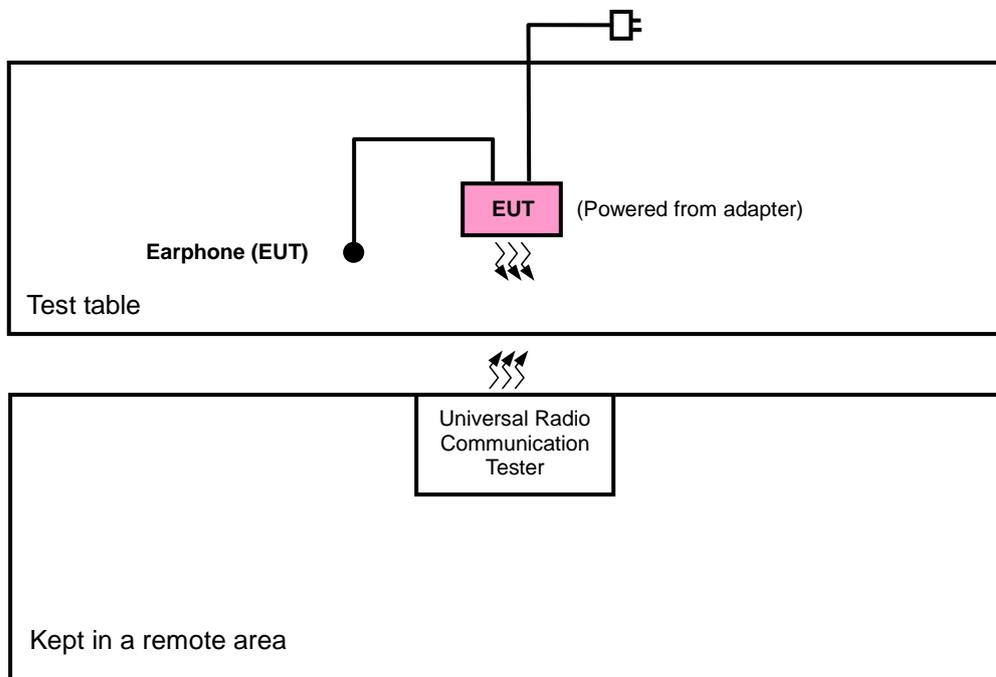 EUT
(Powered from adapter)
Earphone (EUT)
Test table
Universal Radio
Communication
Tester
Kept in a remote area